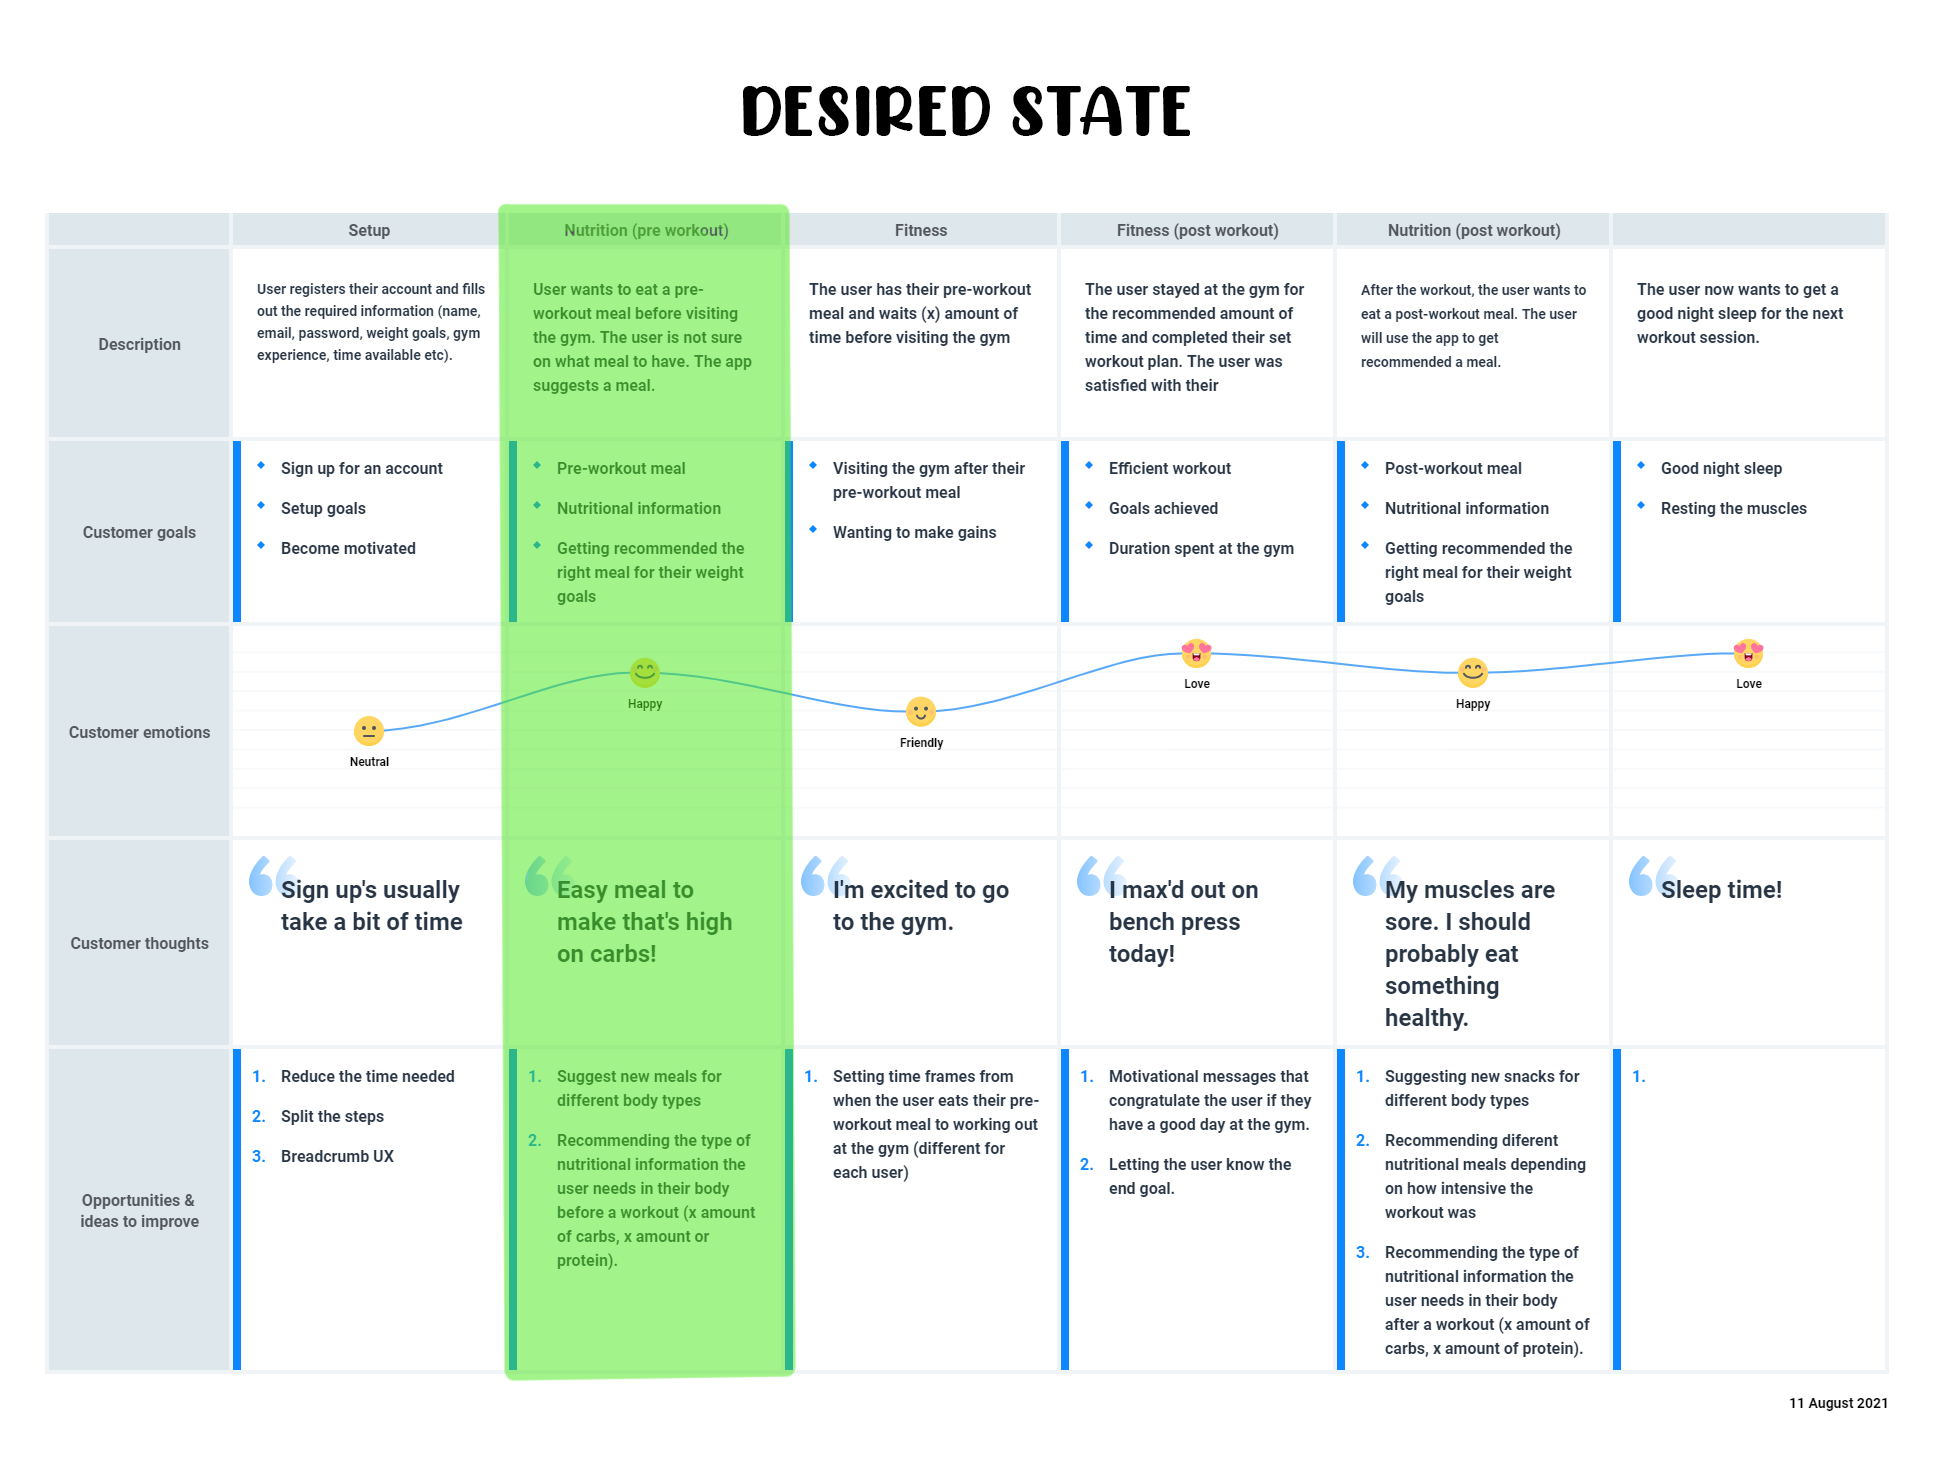 DESIRED STATE
Setup
Nutrition (pre workout)
Fitness
Fitness (post workout)
Nutrition (post workout)
Description
User registers their account and fills
out the required information (name,
email, password, weight goals, gym
experience, time available etc).
User wants to eat a pre-
workout meal before visiting
the gym. The user is not sure
on what meal to have. The app
suggests a meal.
The user has their pre-workout
meal and waits (x) amount of
time before visiting the gym
The user stayed at the gym for
the recommended amount of
time and completed their set
workout plan. The user was
satisfied with their
After the workout, the user wants to
eat a post-workout meal. The user
will use the app to get
recommended a meal.
The user now wants to get a
good night sleep for the next
workout session.
Customer goals
Sign up for an account
Setup goals
Become motivated
Pre-workout meal
Nutritional information
Getting recommended the
right meal for their weight
goals
Visiting the gym after their
pre-workout meal
Wanting to make gains
Efficient workout
Goals achieved
Duration spent at the gym
Post-workout meal
Nutritional information
Getting recommended the
right meal for their weight
goals
Good night sleep
Resting the muscles
Customer emotions
Neutral
Happy
Friendly
Love
Happy
Love
Customer thoughts
Sign up's usually
take a bit of time
Easy meal to
make that's high
on carbs!
I'm excited to go
to the gym.
I max'd out on
bench press
today!
My muscles are
sore. I should
probably eat
something
healthy.
Sleep time!
Opportunities &
ideas to improve
1. Reduce the time needed
2. Split the steps
3. Breadcrumb UX
1. Suggest new meals for
different body types
2. Recommending the type of
nutritional information the
user needs in their body
before a workout (x amount
of carbs, x amount or
protein).
1. Setting time frames from
when the user eats their pre-
workout meal to working out
at the gym (different for
each user)
1. Motivational messages that
congratulate the user if they
have a good day at the gym.
2. Letting the user know the
end goal.
1. Suggesting new snacks for
different body types
2. Recommending diferent
nutritional meals depending
on how intensive the
workout was
3. Recommending the type of
nutritional information the
user needs in their body
after a workout (x amount of
carbs, x amount of protein).
1.
11 August 2021